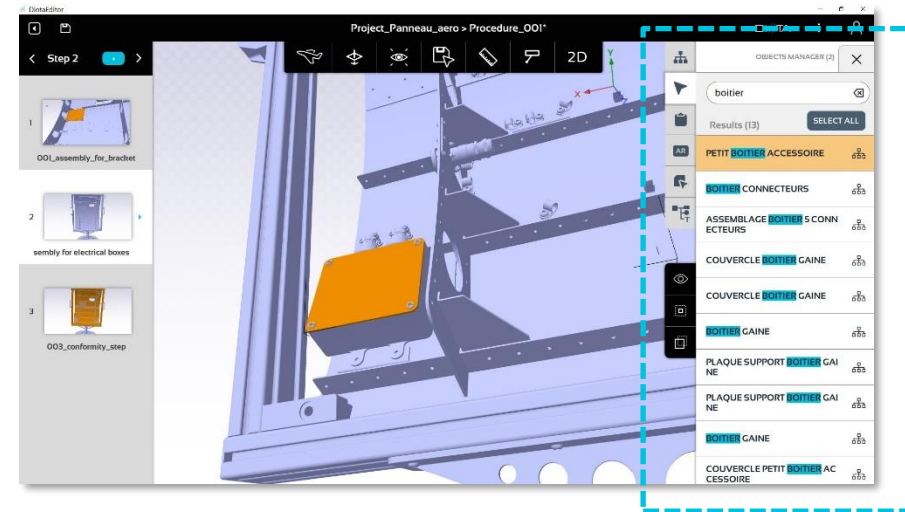 DiotaEditor
Project_Panneau_aero > Procedure_001*
Step 2
2D
Y
X
OBJECTS MANAGER (2)
boitier
Results (13)
SELECT ALL
AR
T
PETIT BOITIER ACCESSOIRE
BOITIER CONNECTEURS
ASSEMBLAGE BOITIER 5 CONN
ECTEURS
COUVERCLE BOITIER GAINE
COUVERCLE BOITIER GAINE
BOITIER GAINE
PLAQUE SUPPORT BOITIER GAI
NE
PLAQUE SUPPORT BOITIER GAI
NE
BOITIER GAINE
COUVERCLE PETIT BOITIER AC
CESSOIRE
1
001_assembly_for_bracket
2
sembly for electrical boxes
3
003_conformity_step